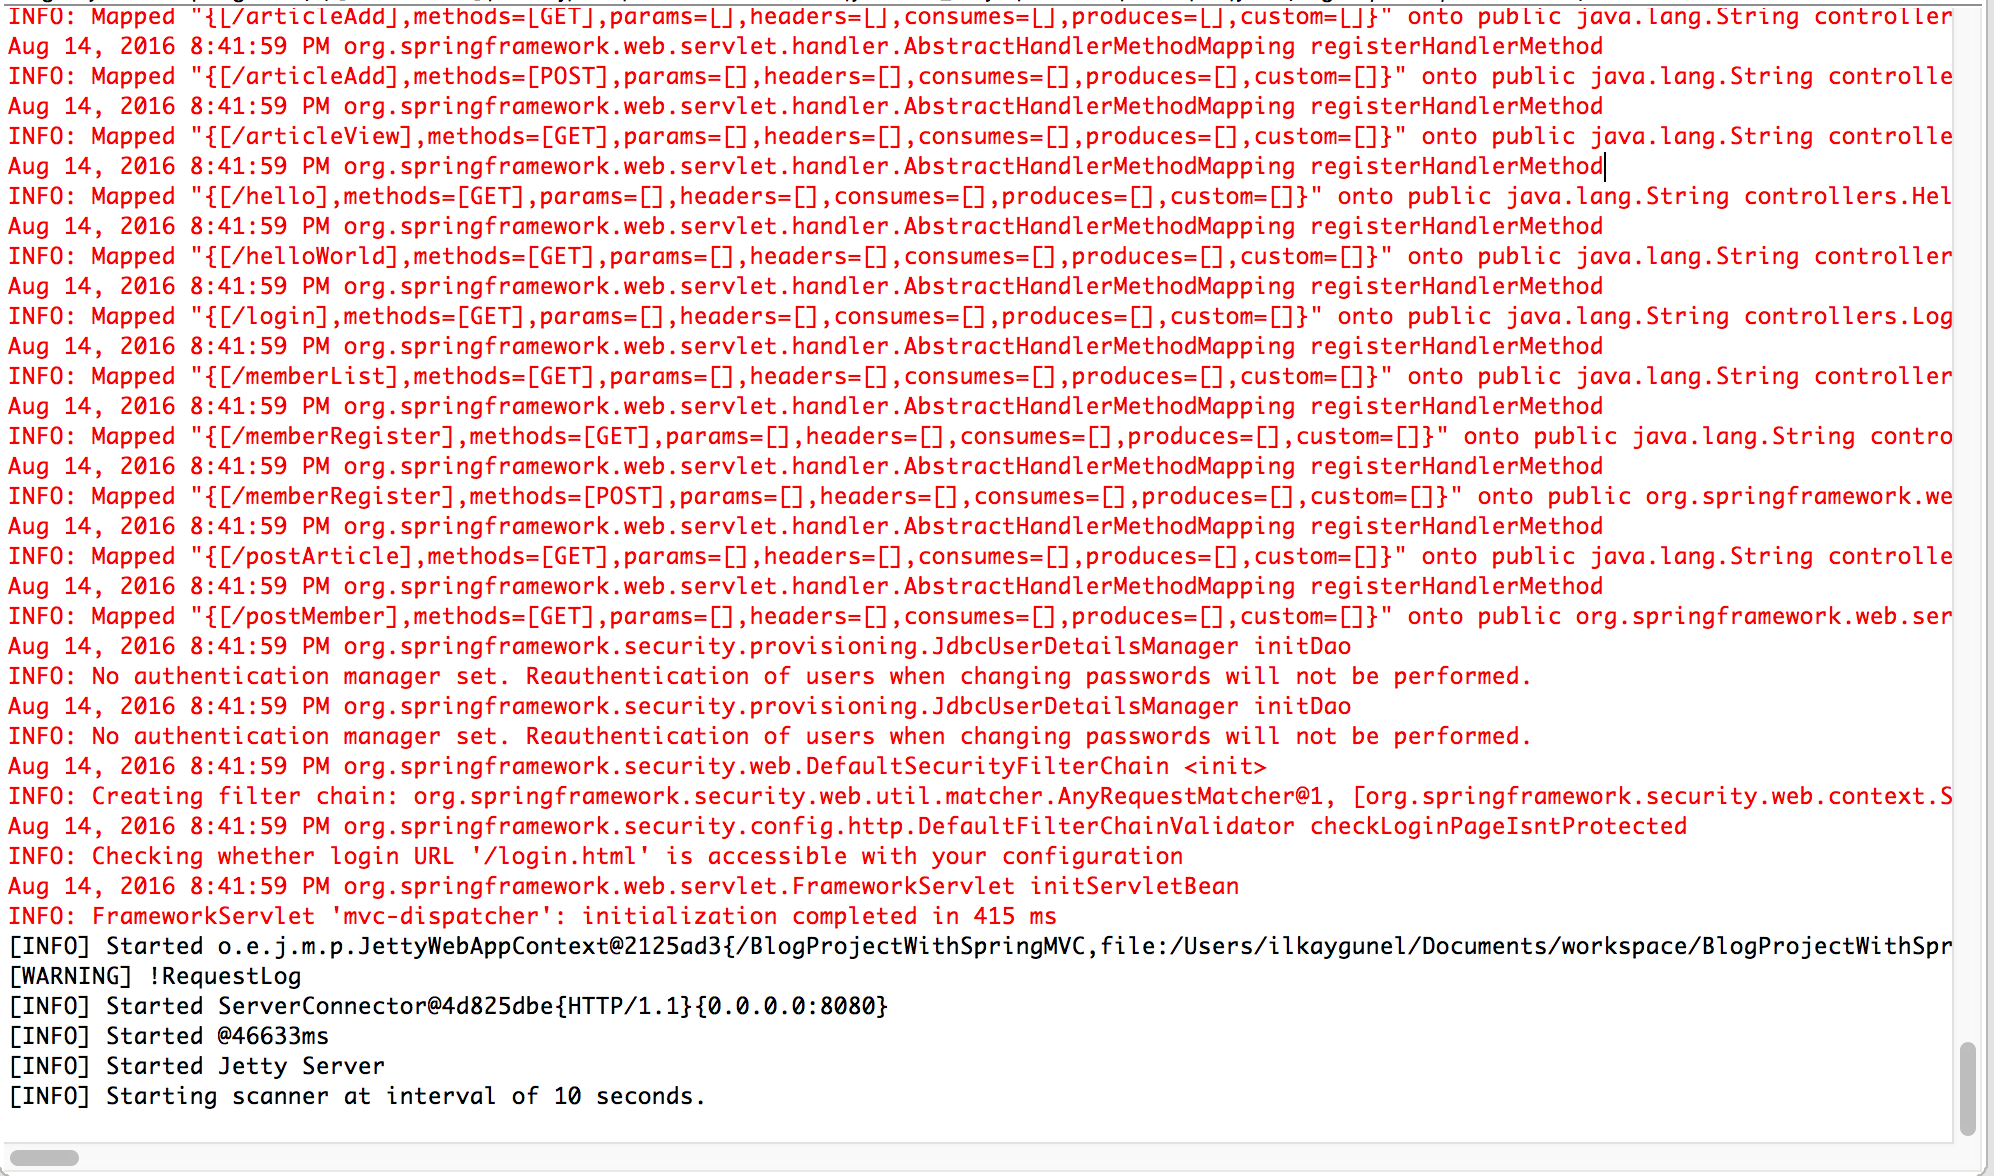 INFO: Mapped "{[/articleAdd],methods=[GET],params=[],headers=[],consumes=[],produces=[],custom=[]}" onto public java.lang.String controller
Aug 14, 2016 8:41:59 PM org.springframework.web.servlet.handler.AbstractHandlerMethodMapping registerHandlerMethod
INFO: Mapped "{[/articleAdd],methods=[POST],params=[],headers=[],consumes=[],produces=[],custom=[]}" onto public java.lang.String controlle
Aug 14, 2016 8:41:59 PM org.springframework.web.servlet.handler.AbstractHandlerMethodMapping registerHandlerMethod
INFO: Mapped "{[/articleView],methods=[GET],params=[],headers=[],consumes=[],produces=[],custom=[]}" onto public java.lang.String controlle
Aug 14, 2016 8:41:59 PM org.springframework.web.servlet.handler.AbstractHandlerMethodMapping registerHandlerMethod
INFO: Mapped "{[/hello],methods=[GET],params=[],headers=[],consumes=[],produces=[],custom=[]}" onto public java.lang.String controllers.Hel
Aug 14, 2016 8:41:59 PM org.springframework.web.servlet.handler.AbstractHandlerMethodMapping registerHandlerMethod
INFO: Mapped "{[/helloWorld],methods=[GET],params=[],headers=[],consumes=[],produces=[],custom=[]}" onto public java.lang.String controller
Aug 14, 2016 8:41:59 PM org.springframework.web.servlet.handler.AbstractHandlerMethodMapping registerHandlerMethod
INFO: Mapped "{[/login],methods=[GET],params=[],headers=[],consumes=[],produces=[],custom=[]}" onto public java.lang.String controllers.Log
Aug 14, 2016 8:41:59 PM org.springframework.web.servlet.handler.AbstractHandlerMethodMapping registerHandlerMethod
INFO: Mapped "{[/memberList],methods=[GET],params=[],headers=[],consumes=[],produces=[],custom=[]}" onto public java.lang.String controller
Aug 14, 2016 8:41:59 PM org.springframework.web.servlet.handler.AbstractHandlerMethodMapping registerHandlerMethod
INFO: Mapped "{[/memberRegister],methods=[GET],params=[],headers=[],consumes=[],produces=[],custom=[]}" onto public java.lang.String contro
Aug 14, 2016 8:41:59 PM org.springframework.web.servlet.handler.AbstractHandlerMethodMapping registerHandlerMethod
INFO: Mapped "{[/memberRegister],methods=[POST],params=[],headers=[],consumes=[],produces=[],custom=[]}" onto public org.springframework.we
Aug 14, 2016 8:41:59 PM org.springframework.web.servlet.handler.AbstractHandlerMethodMapping registerHandlerMethod
INFO: Mapped "{[/postArticle],methods=[GET],params=[],headers=[],consumes=[],produces=[],custom=[]}" onto public java.lang.String controlle
Aug 14, 2016 8:41:59 PM org.springframework.web.servlet.handler.AbstractHandlerMethodMapping registerHandlerMethod
INFO: Mapped "{[/postMember],methods=[GET],params=[],headers=[],consumes=[],produces=[],custom=[]}" onto public org.springframework.web.ser
Aug 14, 2016 8:41:59 PM org.springframework.security.provisioning.JdbcUserDetailsManager initDao
INFO: No authentication manager set. Reauthentication of users when changing passwords will not be performed.
Aug 14, 2016 8:41:59 PM org.springframework.security.provisioning.JdbcUserDetailsManager initDao
INFO: No authentication manager set. Reauthentication of users when changing passwords will not be performed.
Aug 14, 2016 8:41:59 PM org.springframework.security.web.DefaultSecurityFilterChain <init>
INFO: Creating filter chain: org.springframework.security.web.util.matcher.AnyRequestMatcher@1, [org.springframework.security.web.context.S
Aug 14, 2016 8:41:59 PM org.springframework.security.config.http.DefaultFilterChainValidator checkLoginPageIsntProtected
INFO: Checking whether login URL '/login.html' is accessible with your configuration
Aug 14, 2016 8:41:59 PM org.springframework.web.servlet.FrameworkServlet initServletBean
INFO: FrameworkServlet 'mvc-dispatcher': initialization completed in 415 ms
[INFO] Started o.e.j.m.p.JettyWebAppContext@2125ad3{/BlogProjectWithSpringMVC,file:/Users/ilkaygunel/Documents/workspace/BlogProjectWithSpr
[WARNING] !RequestLog
[INFO] Started ServerConnector@4d825dbe{HTTP/1.1}{0.0.0.0:8080}
[INFO] Started @46633ms
[INFO] Started Jetty Server
[INFO] Starting scanner at interval of 10 seconds.